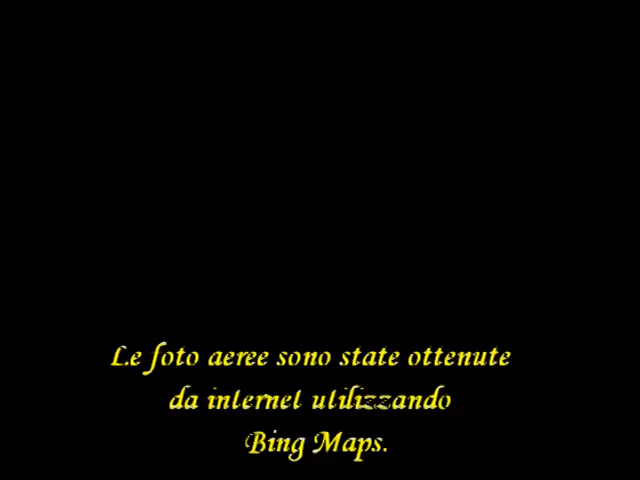 Le foto aeree sono state ottenute
da internet utilizzando
Bing Maps.